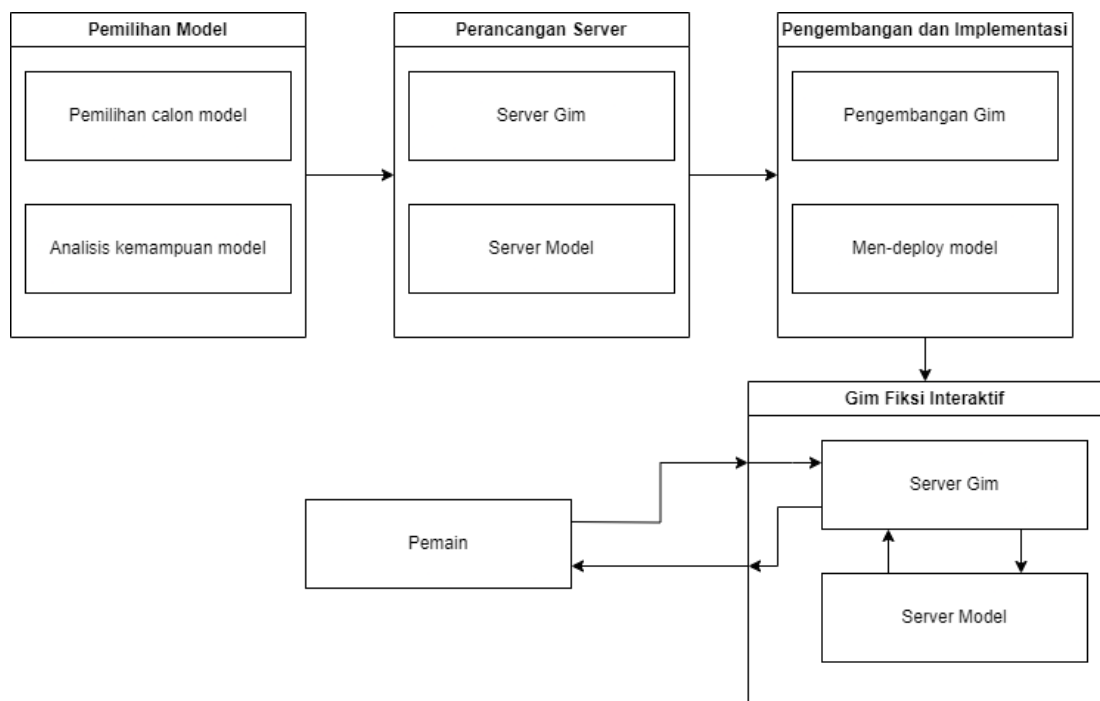 Pemilihan Model
Perancangan Server
Pengembangan dan Implementasi
Pemilihan calon model
Server Gim
Pengembangan Gim
Analisis kemampuan model
Server Model
Men-deploy model
Gim Fiksi Interaktif
Server Gim
Pemain
Server Model